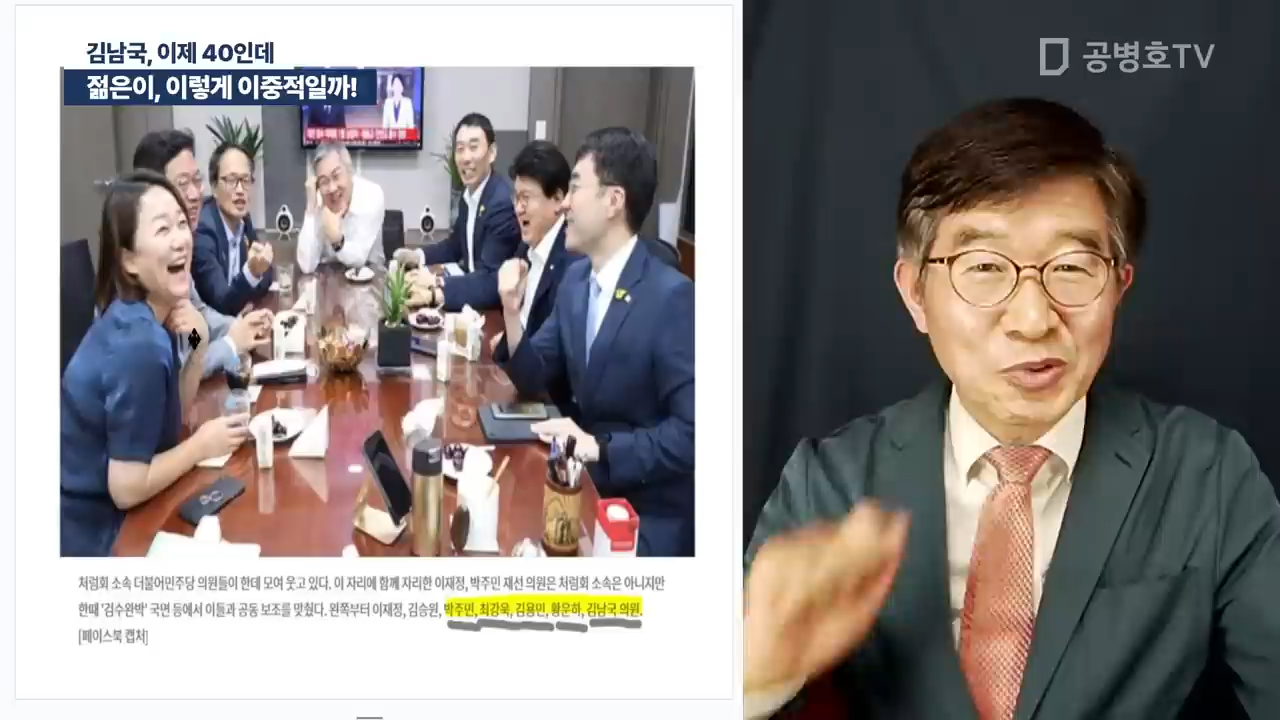 김남국, 이제 40인데
젊은이, 이렇게 이중적일까!
공병호TV
처럼회 소속 더불어민주당 의원들이 한데 모여 웃고 있다. 이 자리에 함께 자리한 이재정, 박주민 재선 의원은 처럼회 소속은 아니지만
한때 '검수완박' 국면 등에서 이들과 공동 보조를 맞췄다. 왼쪽부터 이재정, 김승원, 박주민, 최강욱, 김용민, 황운하, 김남국 의원.
[페이스북 캡처]